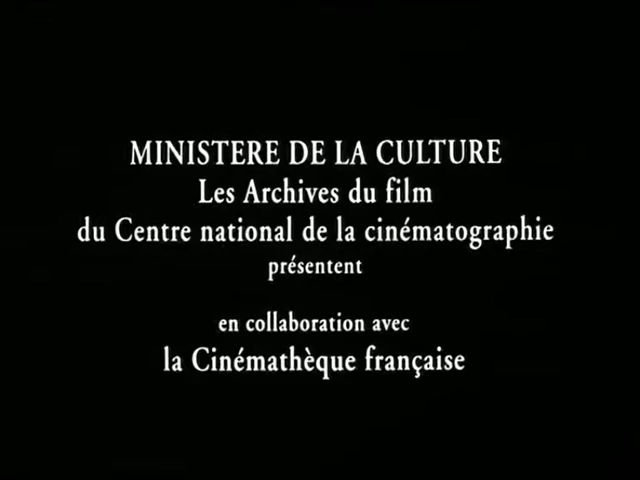 MINISTERE DE LA CULTURE
Les Archives du film
du Centre national de la cinématographie
présentent
en collaboration avec
la Cinémathèque française